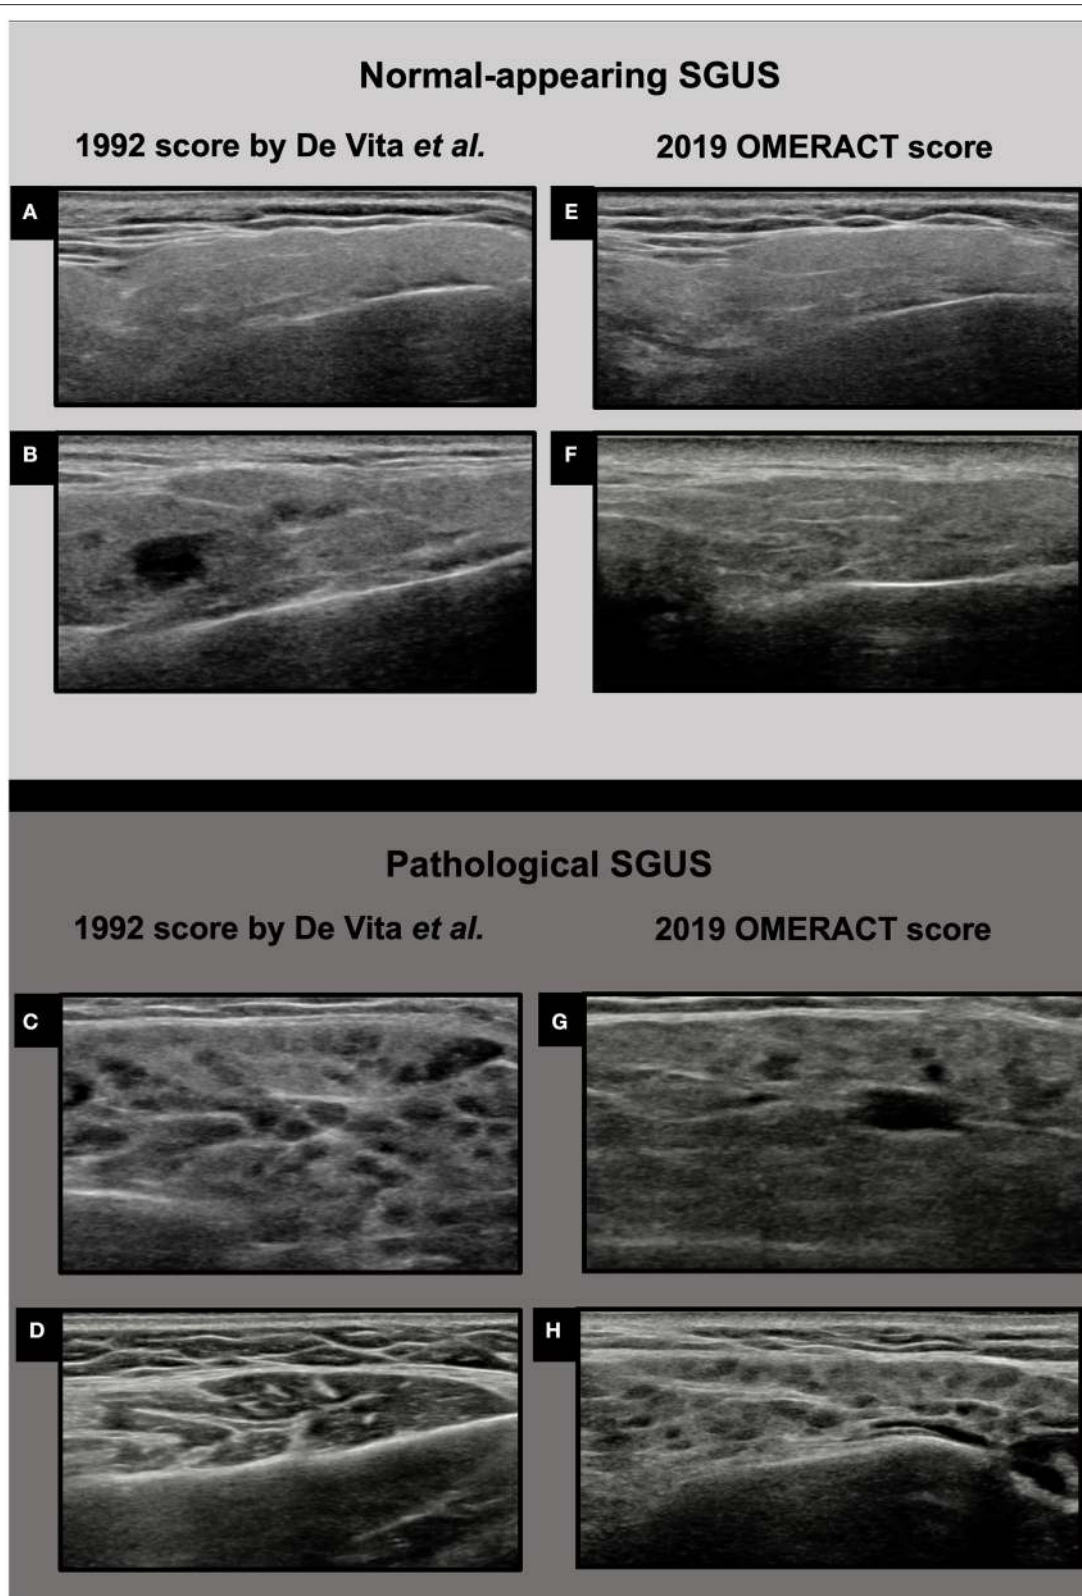 Normal-appearing SGUS
1992 score by De Vita et al.
2019 OMERACT score
A
E
B
F
Pathological SGUS
1992 score by De Vita et al.
2019 OMERACT score
C
G
D
H